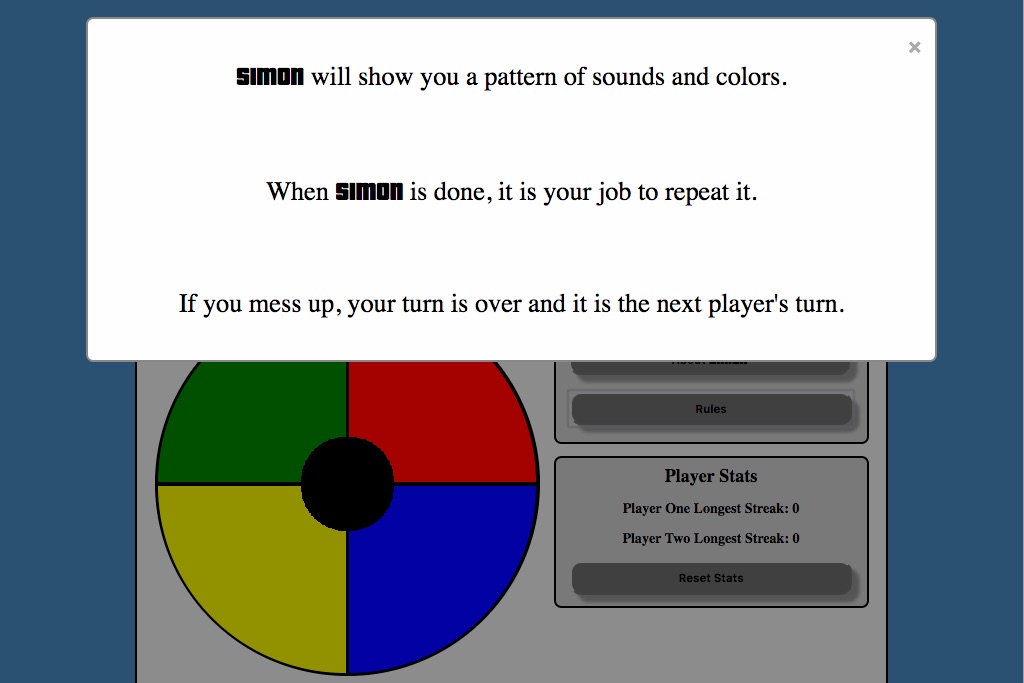 ×
SIMON will show you a pattern of sounds and colors.
When SIMON is done, it is your job to repeat it.
If you mess up, your turn is over and it is the next player's turn.
Rules
Player Stats
Player One Longest Streak: 0
Player Two Longest Streak: 0
Reset Stats